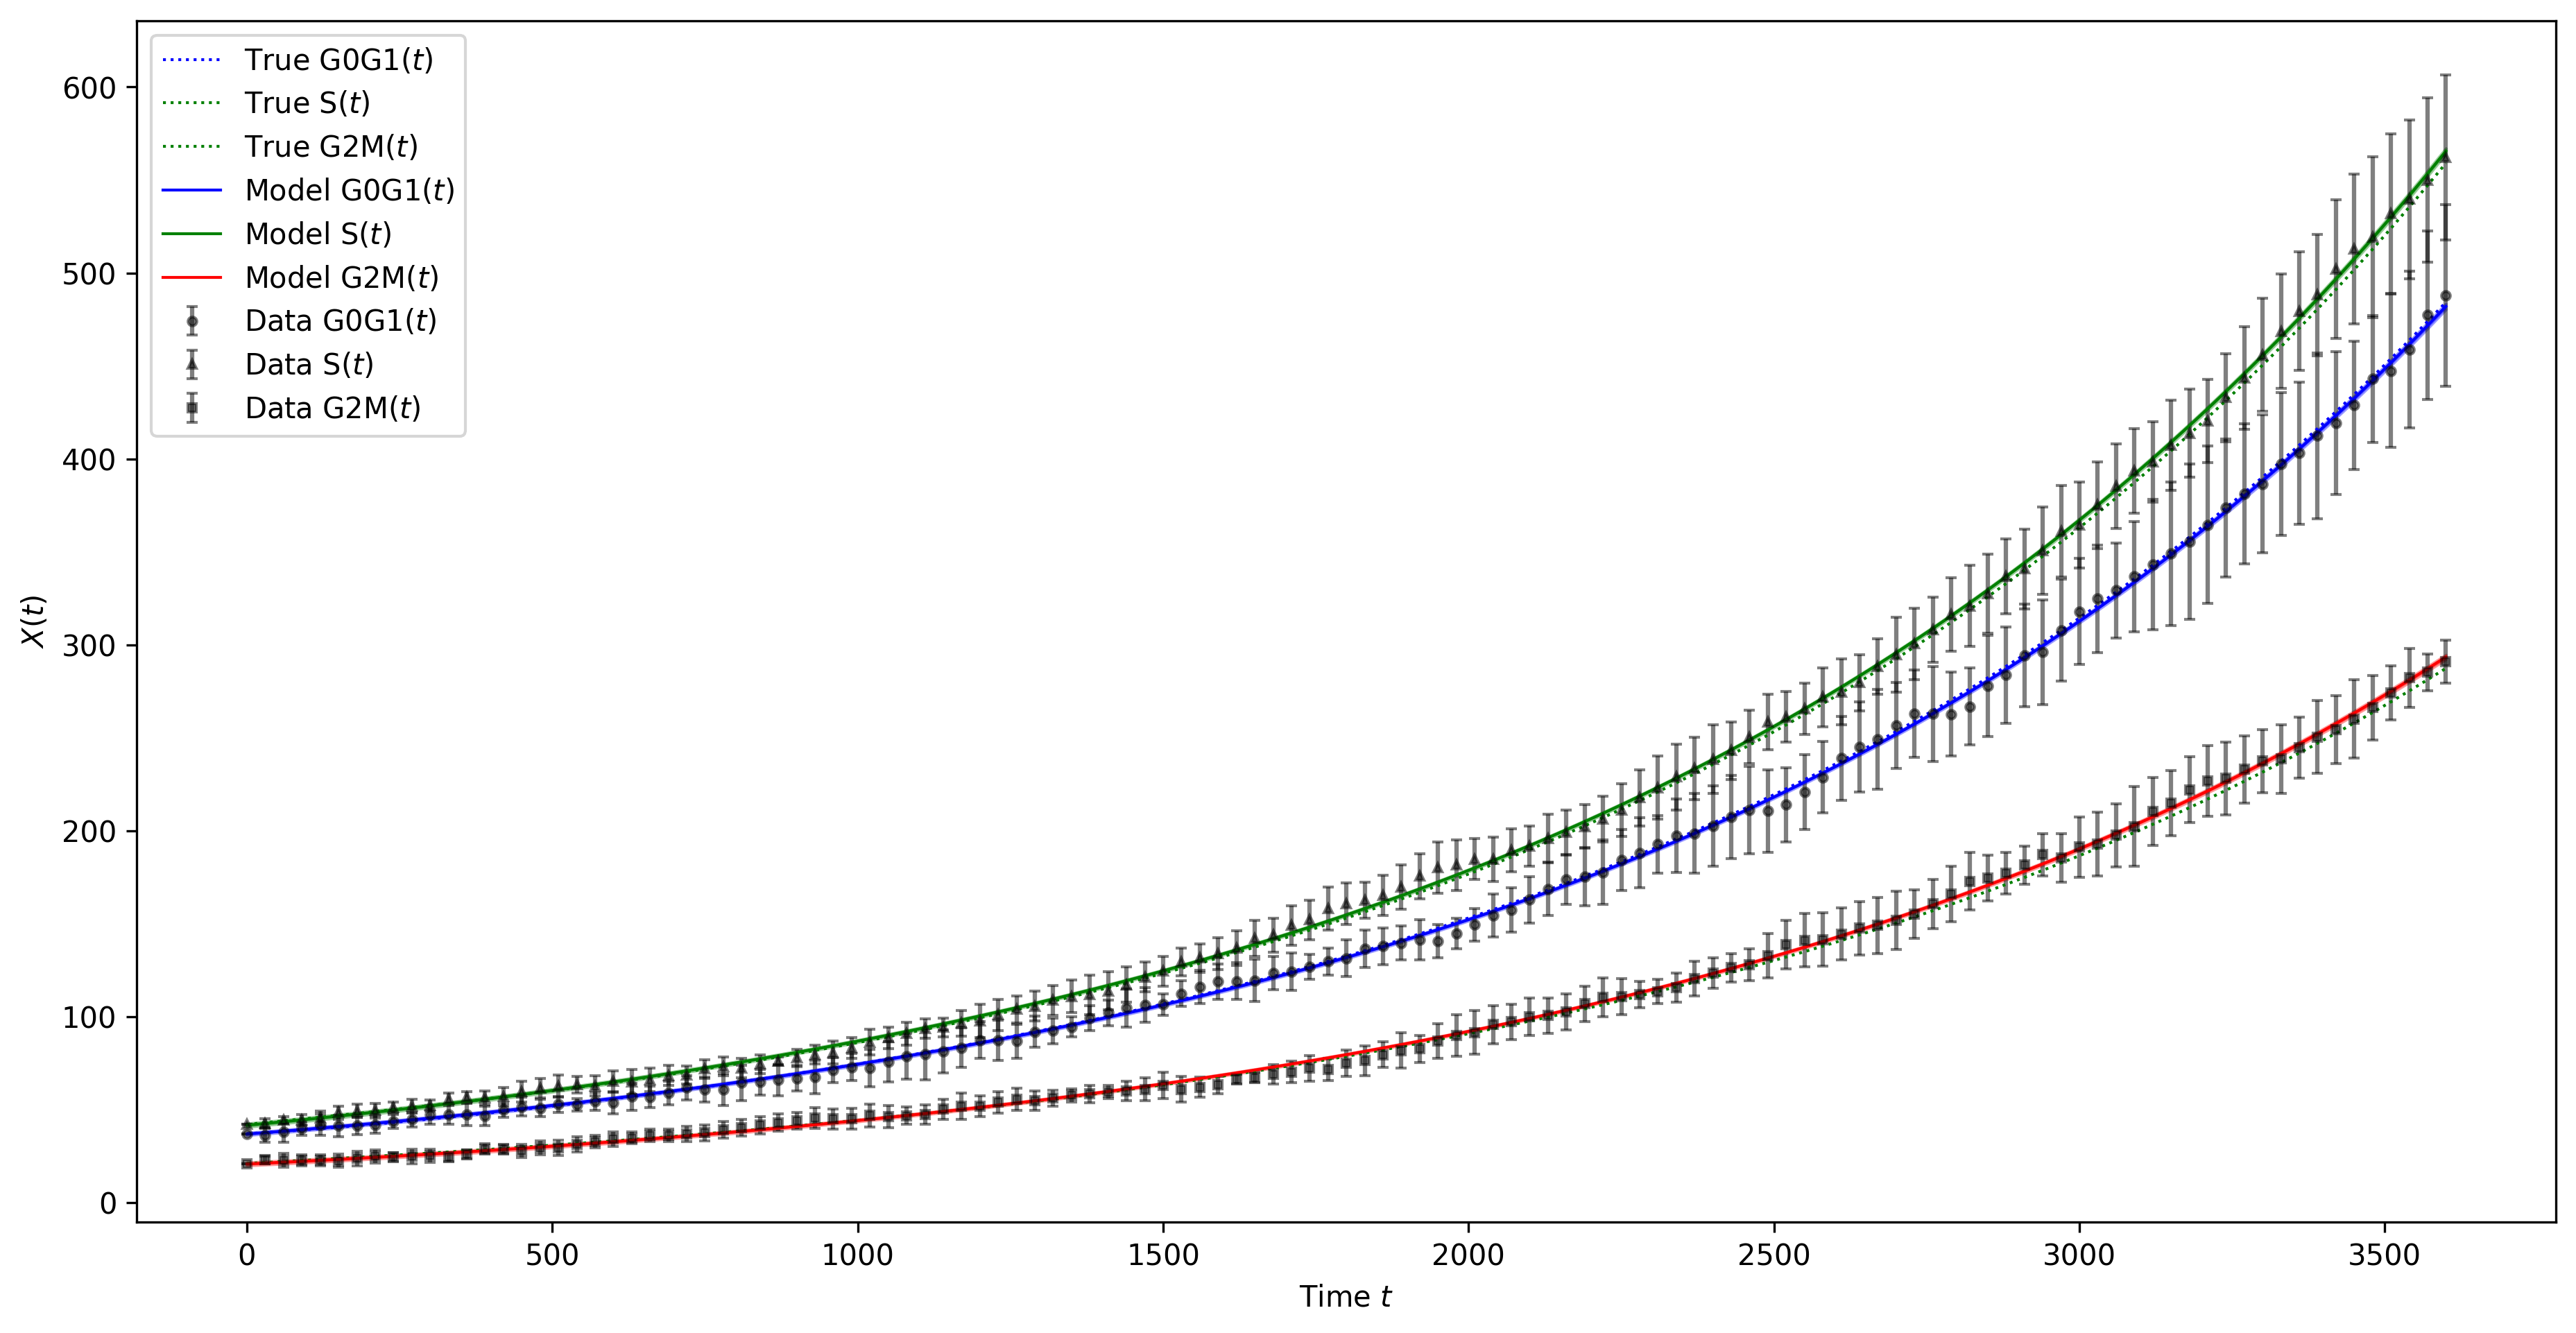 True G0G1(t)
True S(t)
True G2M(t)
Model G0G1(t)
Model S(t)
Model G2M(t)
Data G0G1(t)
Data S(t)
Data G2M(t)
600
500
400
300
200
100
0
X(t)
0 500 1000 1500 2000 2500 3000 3500
Time t